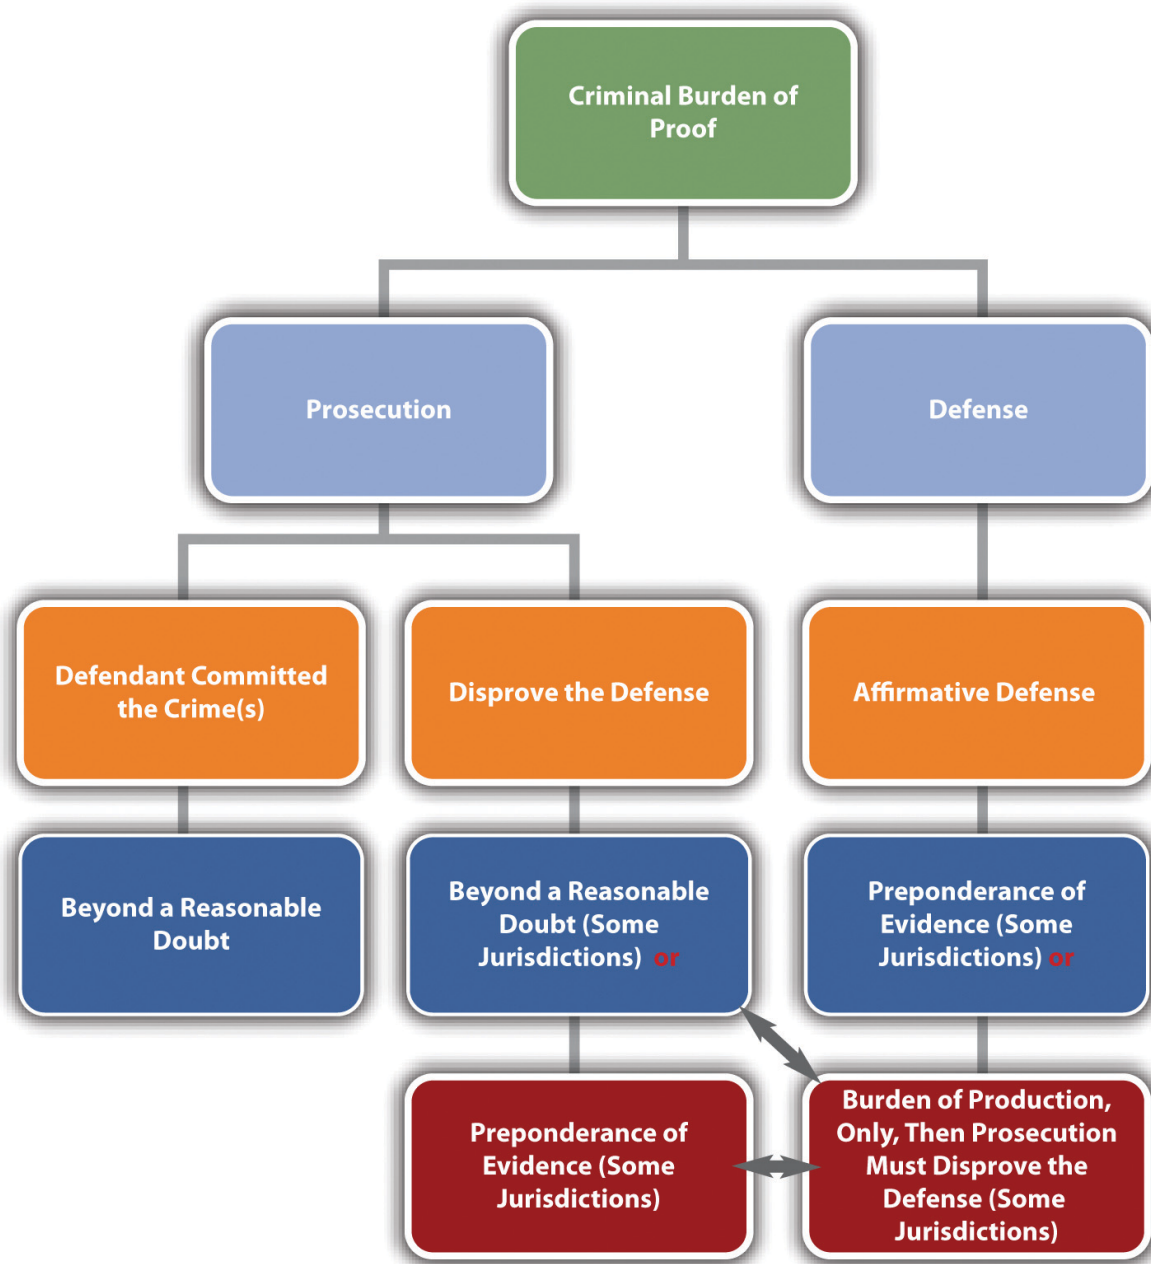 Criminal Burden of
Proof
Prosecution
Defense
Defendant Committed
the Crime(s)
Disprove the Defense
Affirmative Defense
Beyond a Reasonable
Doubt
Beyond a Reasonable
Doubt (Some
Jurisdictions) or
Preponderance of
Evidence (Some
Jurisdictions) or
Preponderance of
Evidence (Some
Jurisdictions)
Burden of Production,
Only, Then Prosecution
Must Disprove the
Defense (Some
Jurisdictions)